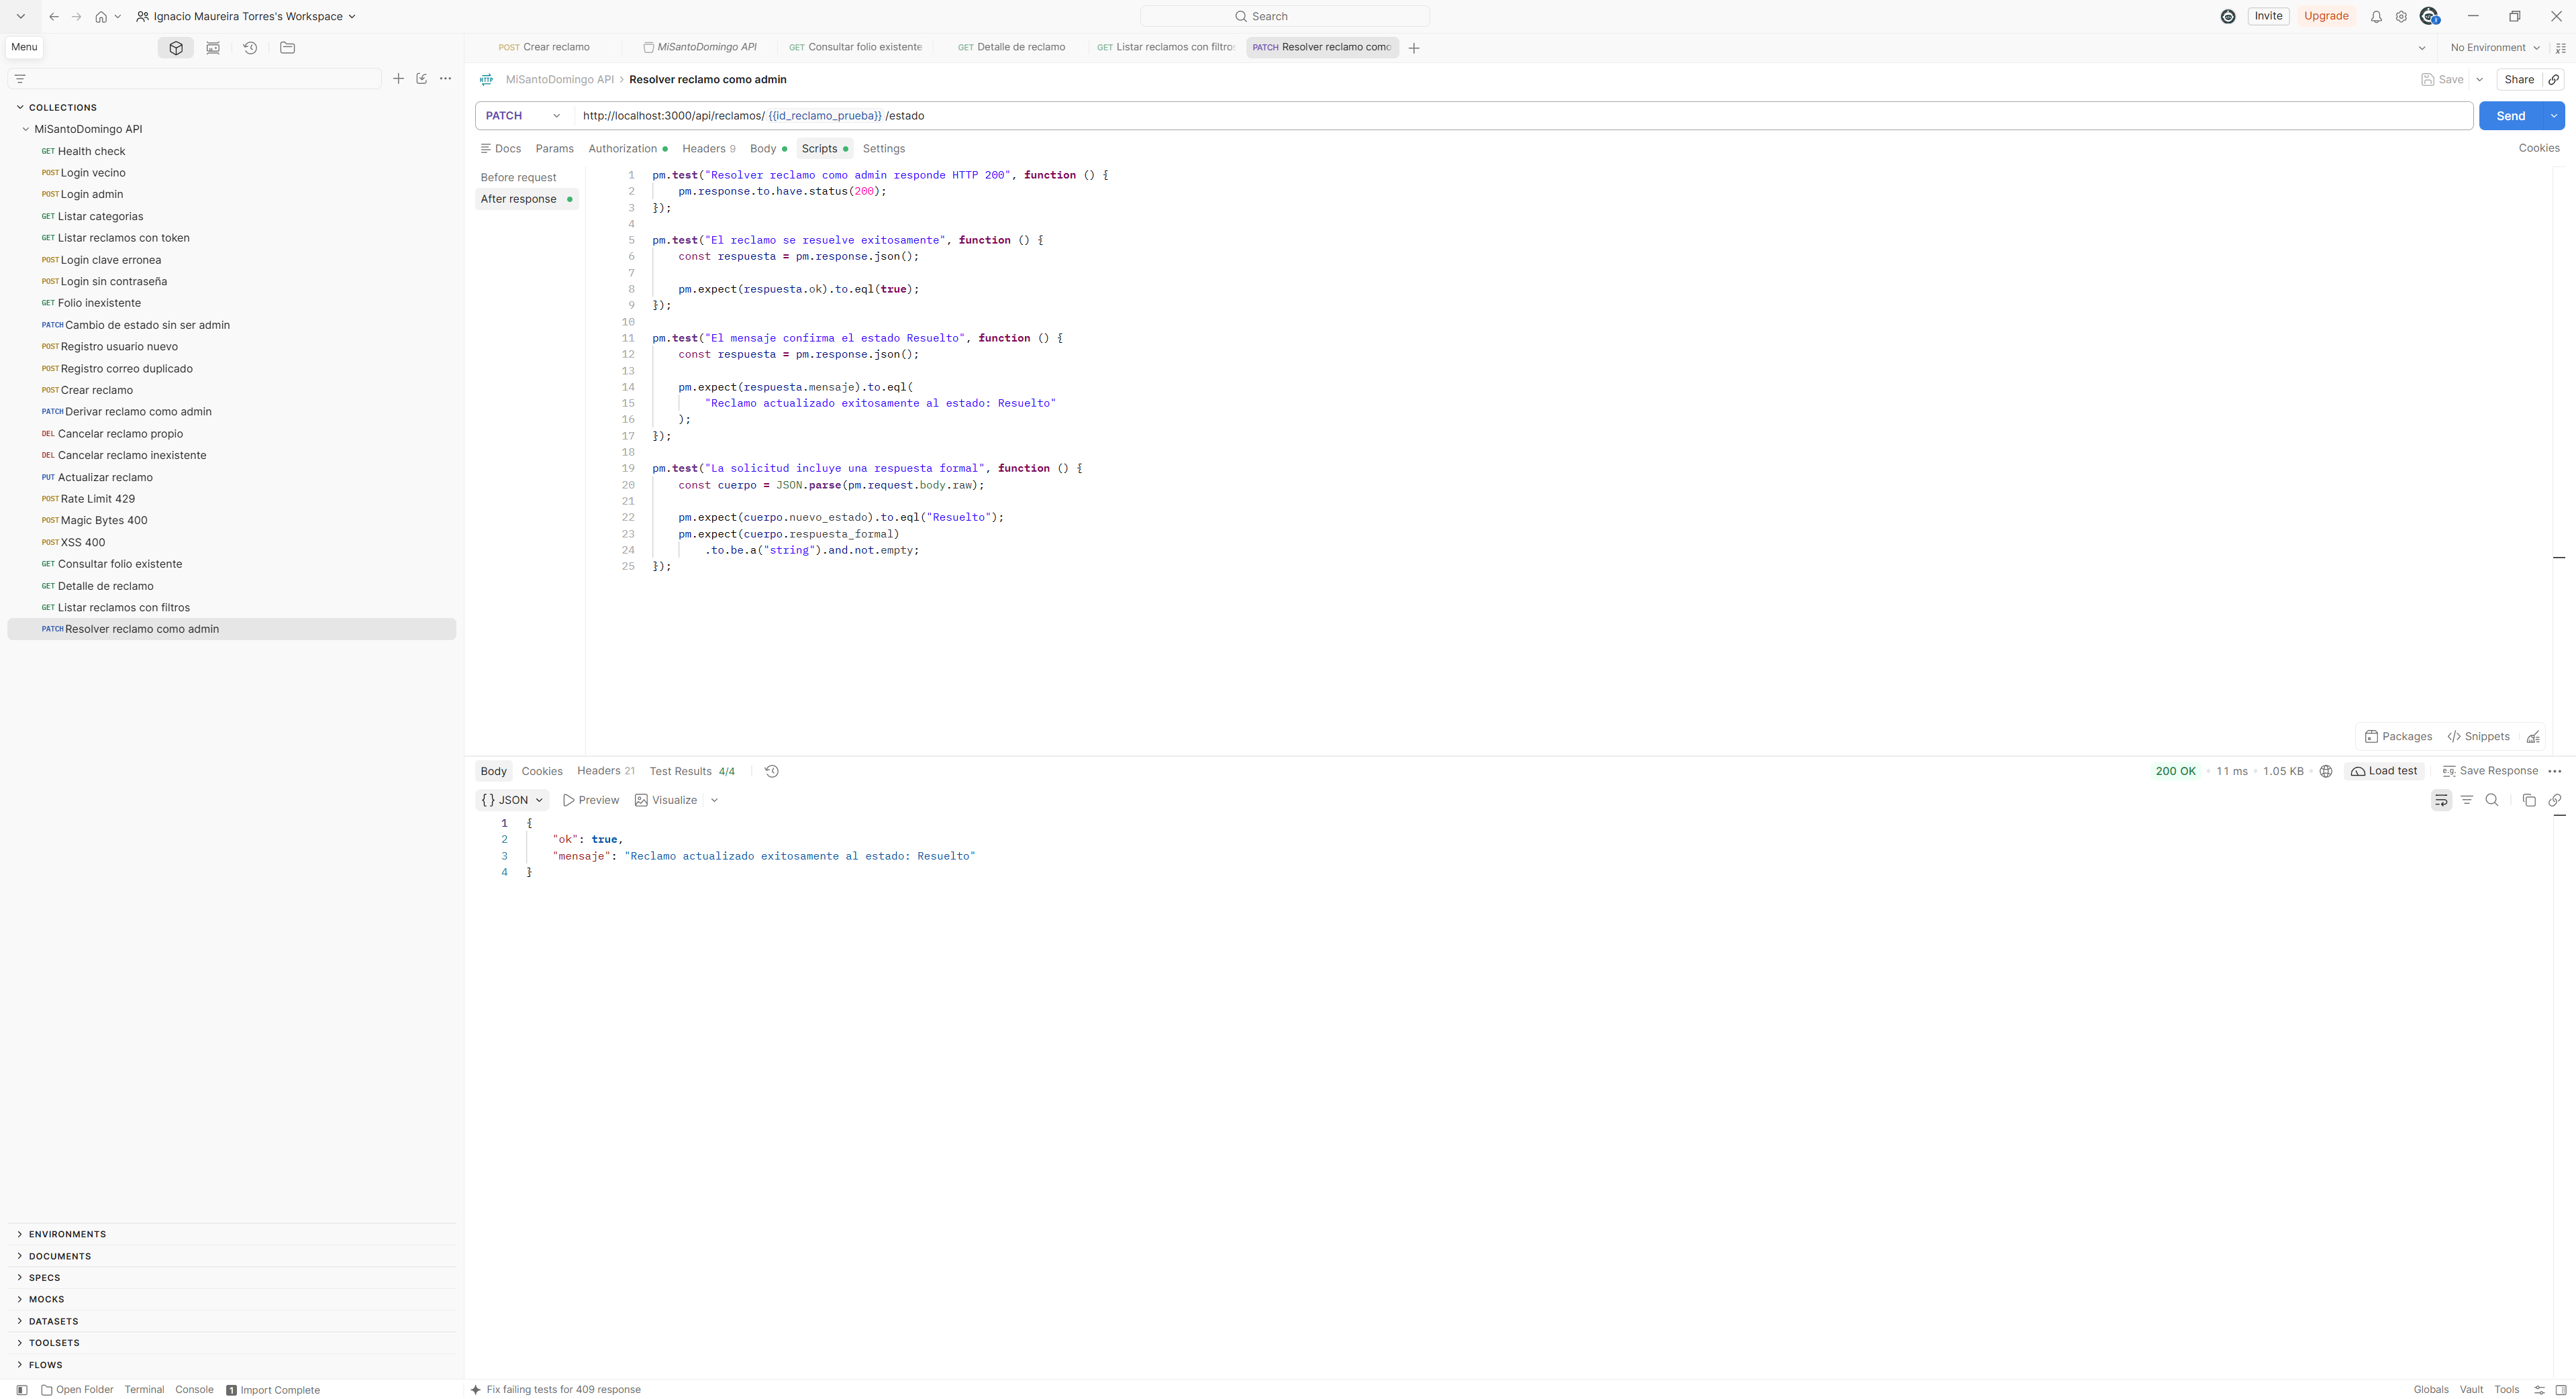 Ignacio Maureira Torres's Workspace
Search
Invite
Upgrade
Menu
POST Crear reclamo
MiSantoDomingo API
GET Consultar folio existente
GET Detalle de reclamo
GET Listar reclamos con filtros
PATCH Resolver reclamo como
No Environment
HTTP MiSantoDomingo API > Resolver reclamo como admin
Save
Share
COLLECTIONS
MiSantoDomingo API
GET Health check
POST Login vecino
POST Login admin
GET Listar categorias
GET Listar reclamos con token
POST Login clave erronea
POST Login sin contraseña
GET Folio inexistente
PATCH Cambio de estado sin ser admin
POST Registro usuario nuevo
POST Registro correo duplicado
POST Crear reclamo
PATCH Derivar reclamo como admin
DEL Cancelar reclamo propio
DEL Cancelar reclamo inexistente
PUT Actualizar reclamo
POST Rate Limit 429
POST Magic Bytes 400
POST XSS 400
GET Consultar folio existente
GET Detalle de reclamo
GET Listar reclamos con filtros
PATCH Resolver reclamo como admin
ENVIRONMENTS
DOCUMENTS
SPECS
MOCKS
DATASETS
TOOLSETS
FLOWS
PATCH
http://localhost:3000/api/reclamos/ {{id_reclamo_prueba}} /estado
Send
Docs Params Authorization Headers 9 Body Scripts Settings
Cookies
Before request
After response
1 pm.test("Resolver reclamo como admin responde HTTP 200", function () {
2 pm.response.to.have.status(200);
3 });
4
5 pm.test("El reclamo se resuelve exitosamente", function () {
6 const respuesta = pm.response.json();
7
8 pm.expect(respuesta.ok).to.eql(true);
9 });
10
11 pm.test("El mensaje confirma el estado Resuelto", function () {
12 const respuesta = pm.response.json();
13
14 pm.expect(respuesta.mensaje).to.eql(
15 "Reclamo actualizado exitosamente al estado: Resuelto"
16 );
17 });
18
19 pm.test("La solicitud incluye una respuesta formal", function () {
20 const cuerpo = JSON.parse(pm.request.body.raw);
21
22 pm.expect(cuerpo.nuevo_estado).to.eql("Resuelto");
23 pm.expect(cuerpo.respuesta_formal)
24 .to.be.a("string").and.not.empty;
25 });
Packages
Snippets
Body Cookies Headers 21 Test Results 4/4
200 OK • 11 ms • 1.05 KB
Load test
e.g. Save Response
{} JSON
Preview
Visualize
1 {
2 "ok": true,
3 "mensaje": "Reclamo actualizado exitosamente al estado: Resuelto"
4 }
Open Folder Terminal Console 1 Import Complete
Fix failing tests for 409 response
Globals Vault Tools